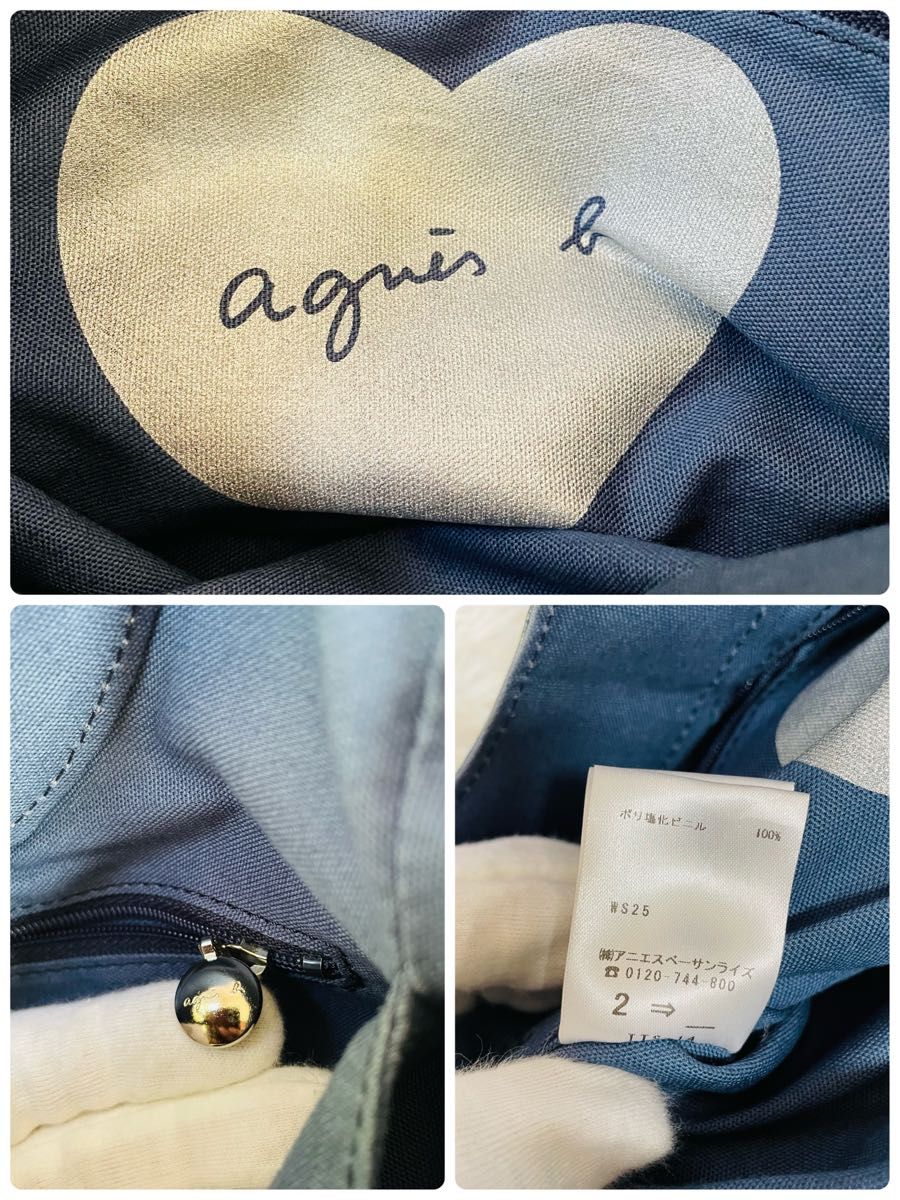 agnès b
agnès b.
ポリ塩化ビニル 100%
WS25
㈱アニエスベーサンライズ
☎0120-744-800
2 ⇒